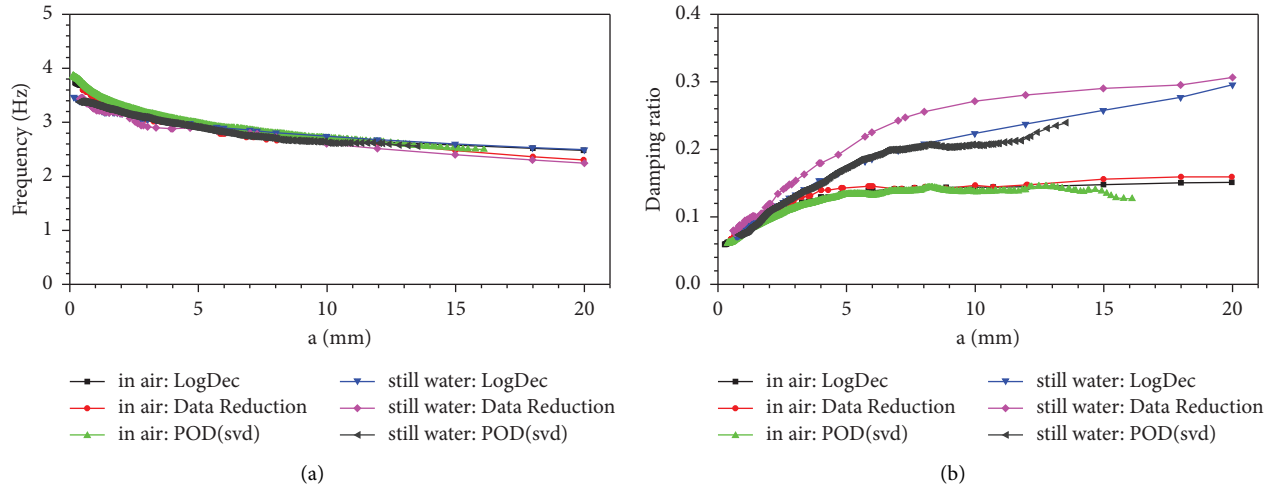 5
4
3
2
1
0
Frequency (Hz)
0 5 10 15 20
a (mm)
in air: LogDec
in air: Data Reduction
in air: POD(svd)
still water: LogDec
still water: Data Reduction
still water: POD(svd)
(a)
0.4
0.3
0.2
0.1
0.0
Damping ratio
0 5 10 15 20
a (mm)
in air: LogDec
in air: Data Reduction
in air: POD(svd)
still water: LogDec
still water: Data Reduction
still water: POD(svd)
(b)